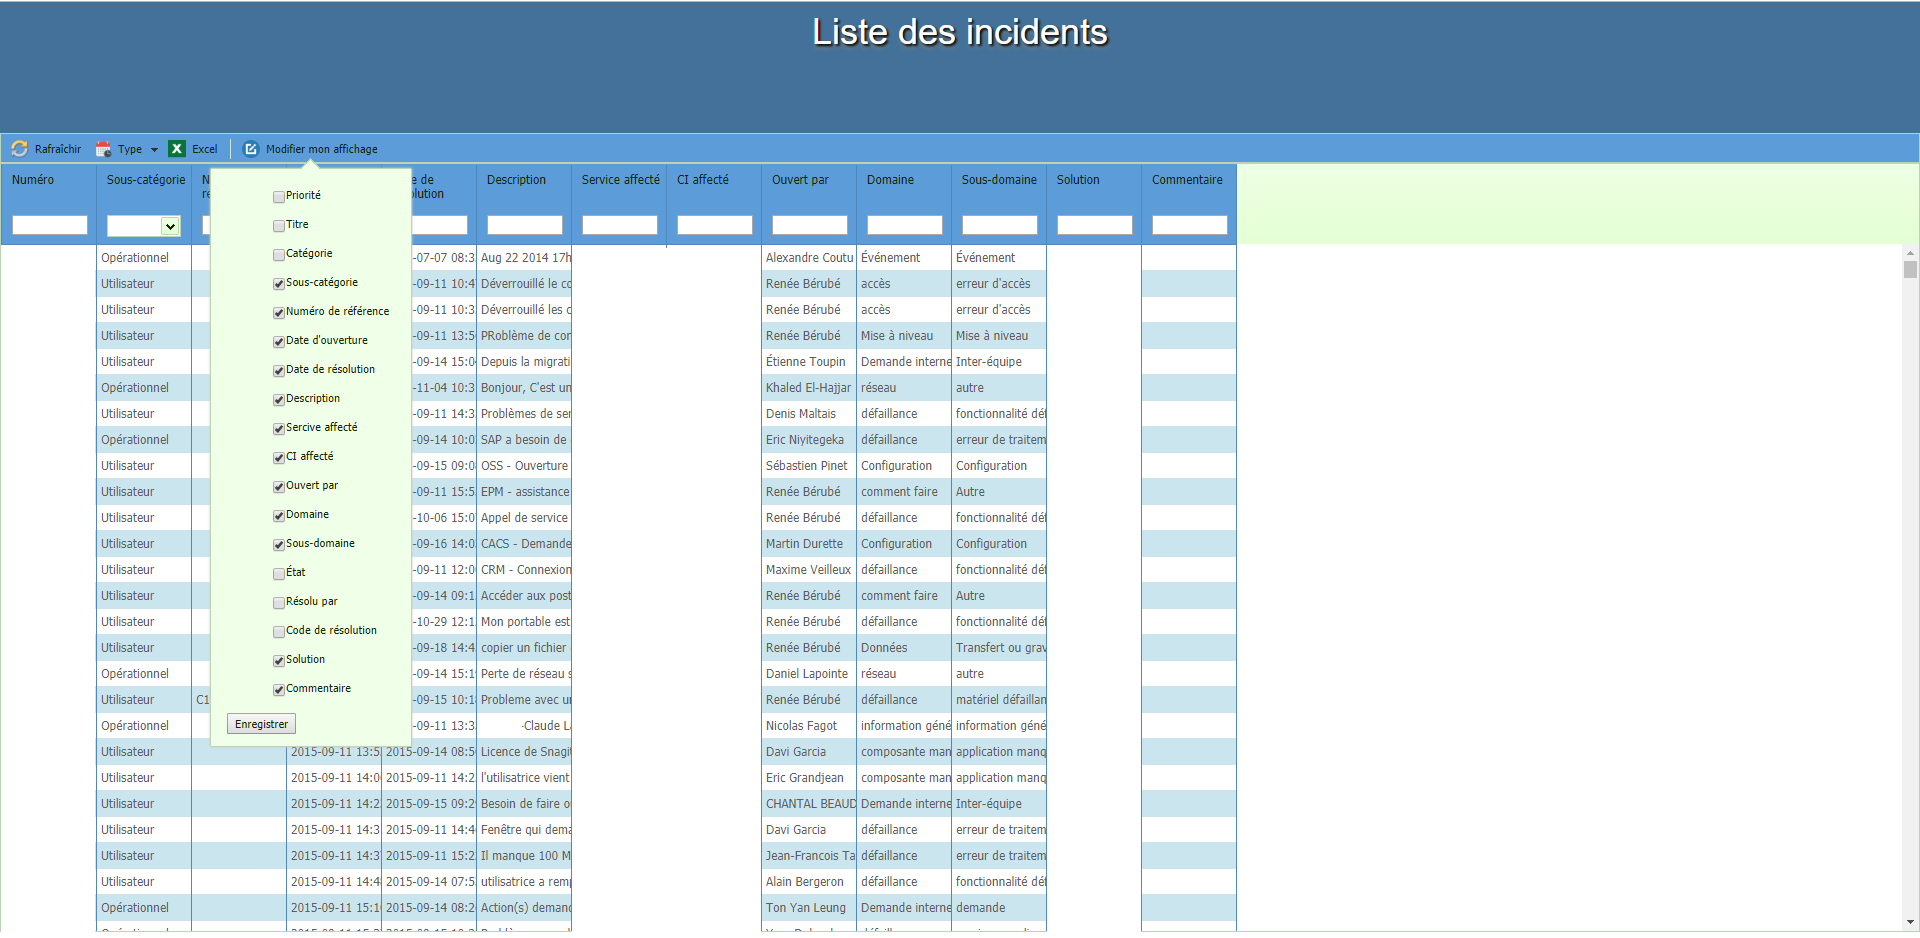 Liste des incidents
Rafraîchir Type Excel Modifier mon affichage
Numéro Sous-catégorie Description Service affecté CI affecté Ouvert par Domaine Sous-domaine Solution Commentaire
Priorité
Titre
Catégorie
Sous-catégorie
Numéro de référence
Date d'ouverture
Date de résolution
Description
Sercive affecté
CI affecté
Ouvert par
Domaine
Sous-domaine
État
Résolu par
Code de résolution
Solution
Commentaire
Enregistrer
Opérationnel -07-07 08:3 Aug 22 2014 17h Alexandre Coutu Événement Événement
Utilisateur -09-11 10:4 Déverrouillé le co Renée Bérubé accès erreur d'accès
Utilisateur -09-11 10:3 Déverrouillé les c Renée Bérubé accès erreur d'accès
Utilisateur -09-11 13:5 PRoblème de con Renée Bérubé Mise à niveau Mise à niveau
Utilisateur -09-14 15:0 Depuis la migrati Étienne Toupin Demande interne Inter-équipe
Opérationnel -11-04 10:3 Bonjour, C'est un Khaled El-Hajjar réseau autre
Utilisateur -09-11 14:3 Problèmes de ser Denis Maltais défaillance fonctionnalité déf
Opérationnel -09-14 10:0 SAP a besoin de Eric Niyitegeka défaillance erreur de traitem
Utilisateur -09-15 09:0 OSS - Ouverture Sébastien Pinet Configuration Configuration
Utilisateur -09-11 15:5 EPM - assistance Renée Bérubé comment faire Autre
Utilisateur -10-06 15:0 Appel de service Renée Bérubé défaillance fonctionnalité déf
Utilisateur -09-16 14:0 CACS - Demande Martin Durette Configuration Configuration
Utilisateur -09-11 12:0 CRM - Connexion Maxime Veilleux défaillance fonctionnalité déf
Utilisateur -09-14 09:1 Accéder aux post Renée Bérubé comment faire Autre
Utilisateur -10-29 12:1 Mon portable est Renée Bérubé défaillance fonctionnalité déf
Utilisateur -09-18 14:4 copier un fichier Renée Bérubé Données Transfert ou grav
Opérationnel -09-14 15:1 Perte de réseau s Daniel Lapointe réseau autre
Utilisateur C1 -09-15 10:1 Probleme avec un Renée Bérubé défaillance matériel défaillan
Opérationnel -09-11 13:3 -Claude La Nicolas Fagot information géné information géné
Utilisateur 2015-09-11 13:5 2015-09-14 08:5 Licence de Snagit Davi Garcia composante man application manq
Utilisateur 2015-09-11 14:0 2015-09-11 14:2 l'utilisatrice vient Eric Grandjean composante man application manq
Utilisateur 2015-09-11 14:2 2015-09-15 09:2 Besoin de faire o CHANTAL BEAUD Demande interne Inter-équipe
Utilisateur 2015-09-11 14:3 2015-09-11 14:4 Fenêtre qui dema Davi Garcia défaillance erreur de traitem
Utilisateur 2015-09-11 14:3 2015-09-11 15:2 Il manque 100 M Jean-Francois Ta défaillance erreur de traitem
Utilisateur 2015-09-11 14:4 2015-09-14 07:5 utilisatrice a remp Alain Bergeron défaillance fonctionnalité déf
Opérationnel 2015-09-11 15:1 2015-09-14 08:2 Action(s) demand Ton Yan Leung Demande interne demande